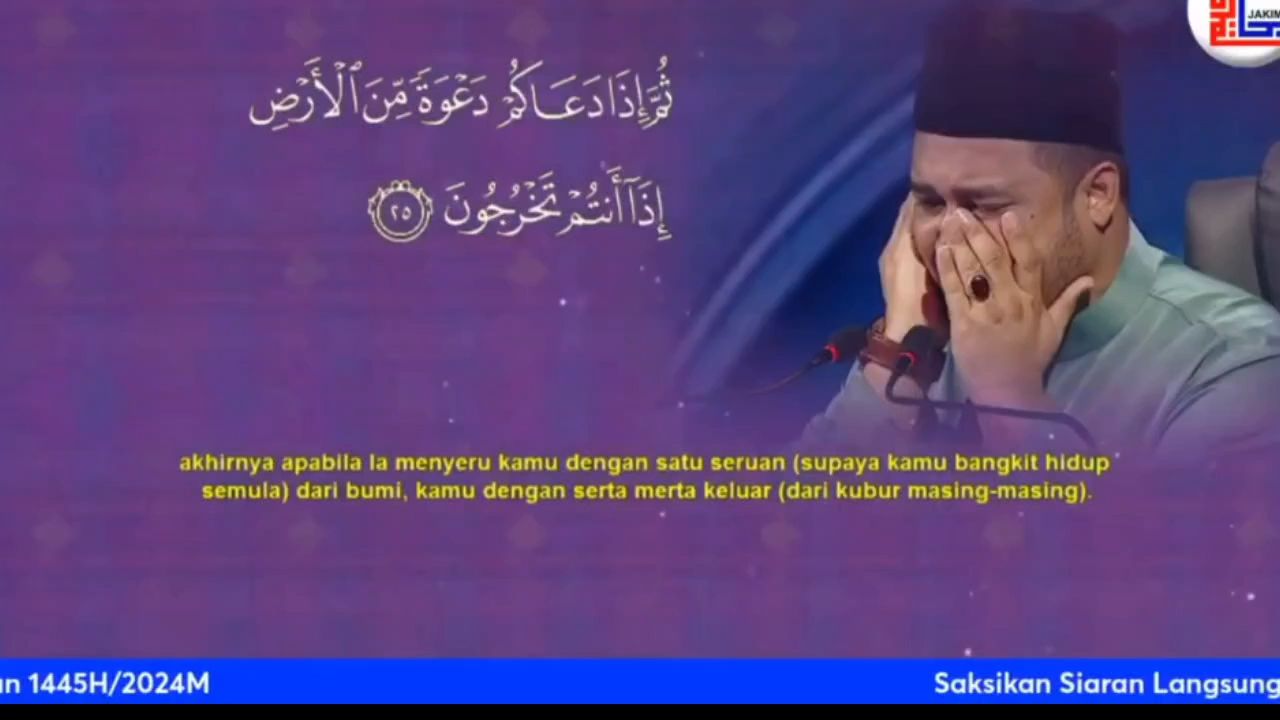 ثُمَّ إِذَا دَعَاكُمْ دَعْوَةً مِّنَ ٱلْأَرْضِ
إِذَآ أَنتُمْ تَخْرُجُونَ ٢٥
JAKIM
akhirnya apabila Ia menyeru kamu dengan satu seruan (supaya kamu bangkit hidup
semula) dari bumi, kamu dengan serta merta keluar (dari kubur masing-masing).
1445H/2024M Saksikan Siaran Langsung